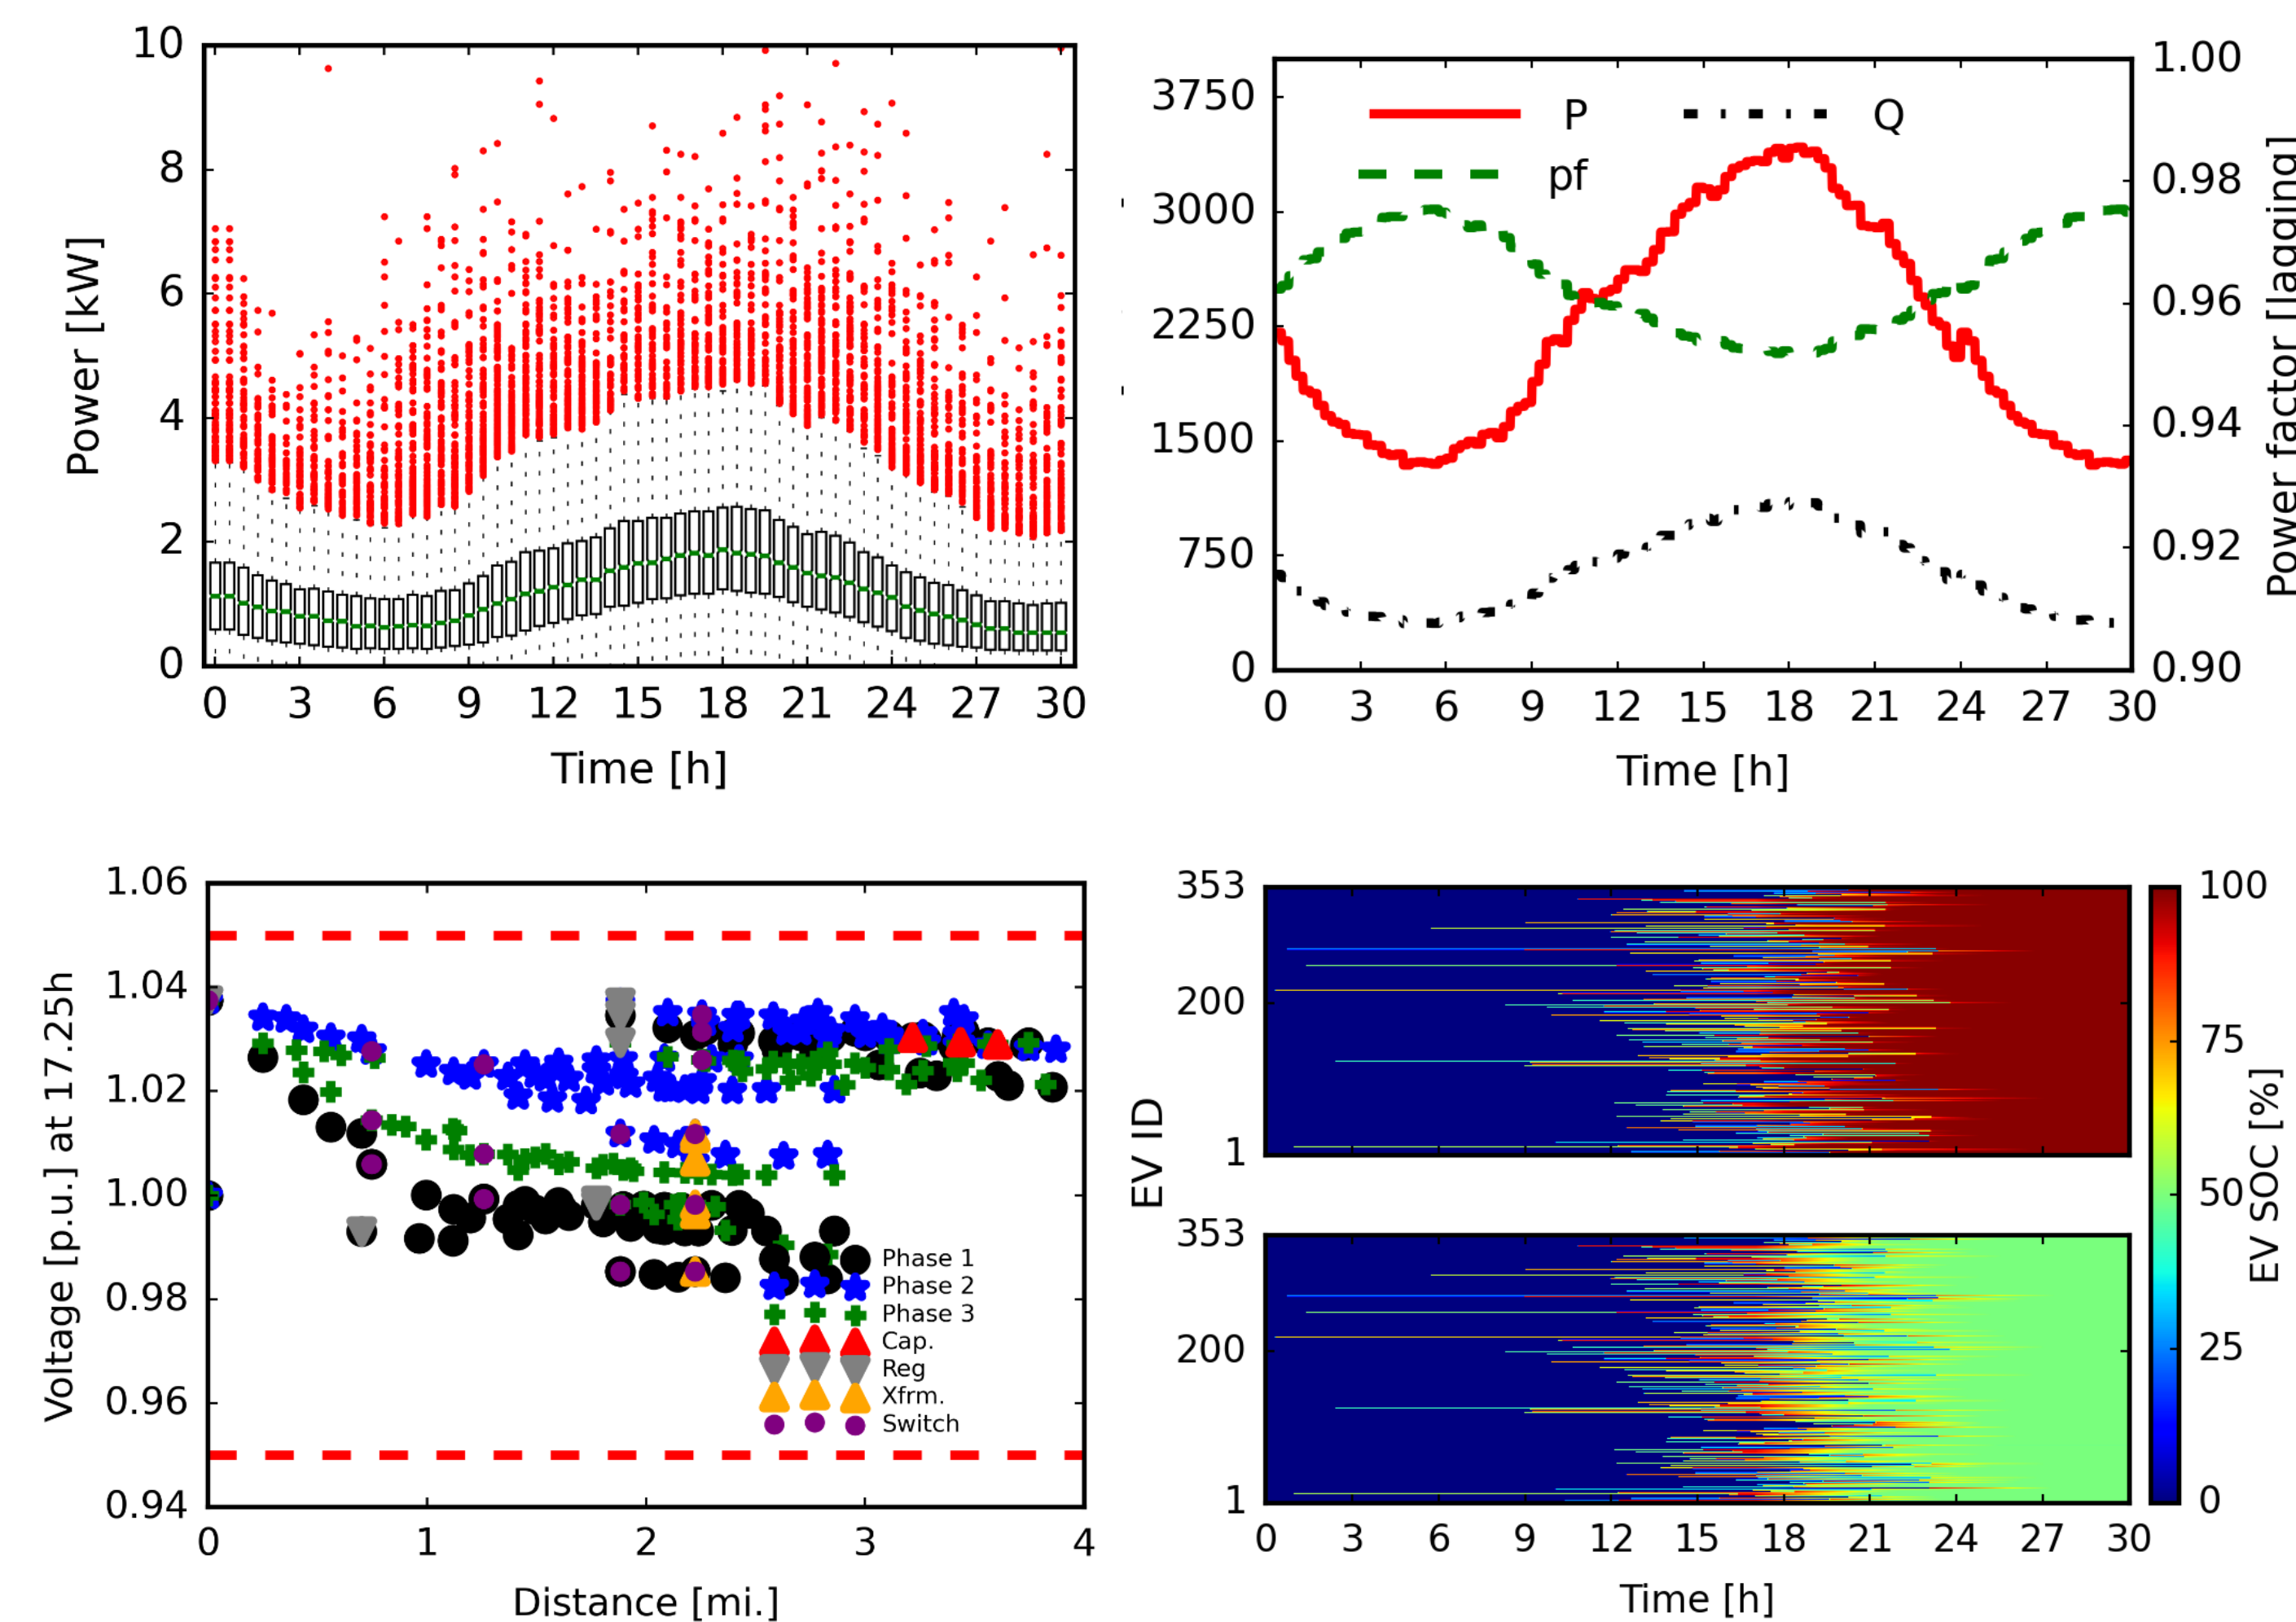 10
8
6
4
2
0
Power [kW]
0 3 6 9 12 15 18 21 24 27 30
Time [h]
3750
3000
2250
1500
750
0
P
Q
pf
1.00
0.98
0.96
0.94
0.92
0.90
Power factor [lagging]
0 3 6 9 12 15 18 21 24 27 30
Time [h]
1.06
1.04
1.02
1.00
0.98
0.96
0.94
Voltage [p.u.] at 17.25h
Phase 1
Phase 2
Phase 3
Cap.
Reg
Xfrm.
Switch
0 1 2 3 4
Distance [mi.]
353
200
1
353
200
1
EV ID
0 3 6 9 12 15 18 21 24 27 30
Time [h]
100
75
50
25
0
EV SOC [%]